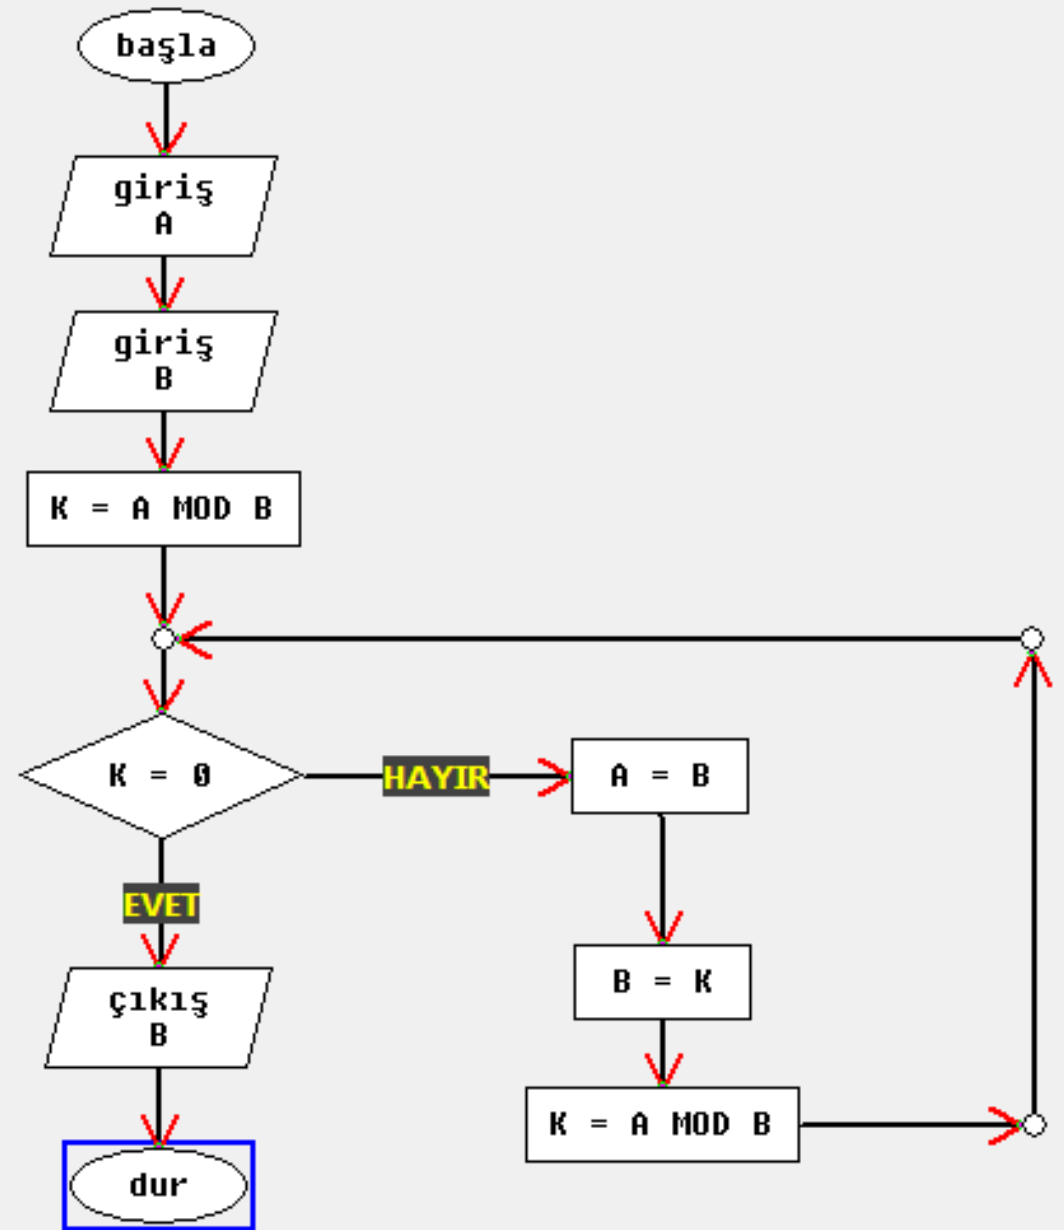 başla
giriş
A
giriş
B
K = A MOD B
K = 0
HAYIR
A = B
EVET
B = K
çıkış
B
K = A MOD B
dur